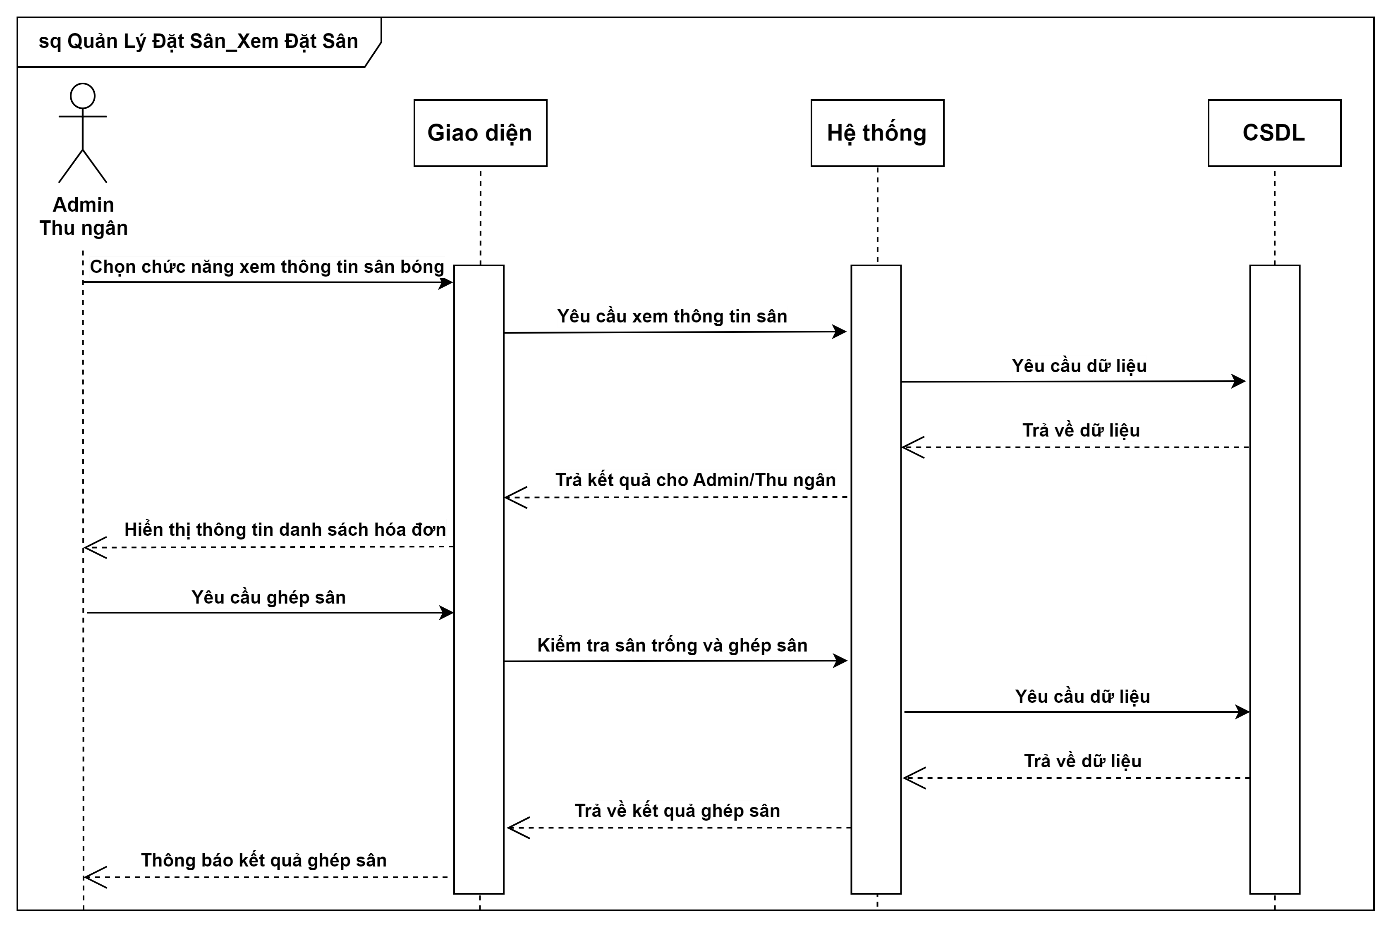 sq Quản Lý Đặt Sân_Xem Đặt Sân
Giao diện
Hệ thống
CSDL
Admin
Thu ngân
Chọn chức năng xem thông tin sân bóng
Yêu cầu xem thông tin sân
Yêu cầu dữ liệu
Trả về dữ liệu
Trả kết quả cho Admin/Thu ngân
Hiển thị thông tin danh sách hóa đơn
Yêu cầu ghép sân
Kiểm tra sân trống và ghép sân
Yêu cầu dữ liệu
Trả về dữ liệu
Trả về kết quả ghép sân
Thông báo kết quả ghép sân